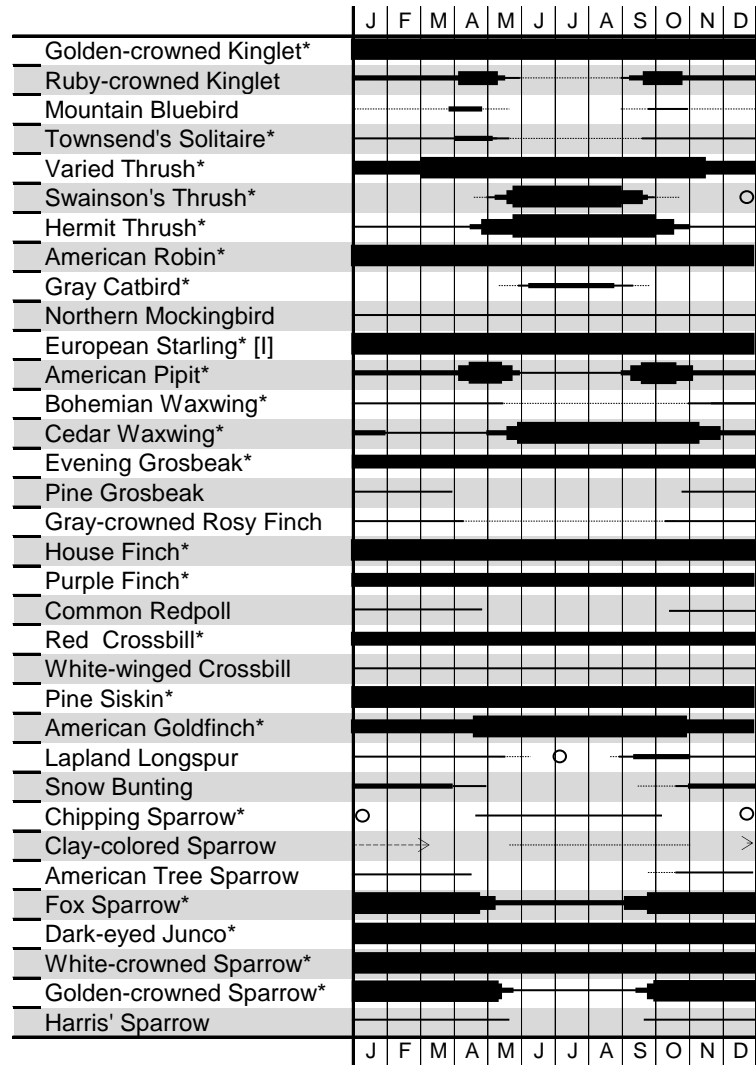 J F M A M J J A S O N D
Golden-crowned Kinglet*
Ruby-crowned Kinglet
Mountain Bluebird
Townsend's Solitaire*
Varied Thrush*
Swainson's Thrush*
Hermit Thrush*
American Robin*
Gray Catbird*
Northern Mockingbird
European Starling* [I]
American Pipit*
Bohemian Waxwing*
Cedar Waxwing*
Evening Grosbeak*
Pine Grosbeak
Gray-crowned Rosy Finch
House Finch*
Purple Finch*
Common Redpoll
Red Crossbill*
White-winged Crossbill
Pine Siskin*
American Goldfinch*
Lapland Longspur
Snow Bunting
Chipping Sparrow*
Clay-colored Sparrow
American Tree Sparrow
Fox Sparrow*
Dark-eyed Junco*
White-crowned Sparrow*
Golden-crowned Sparrow*
Harris' Sparrow
J F M A M J J A S O N D